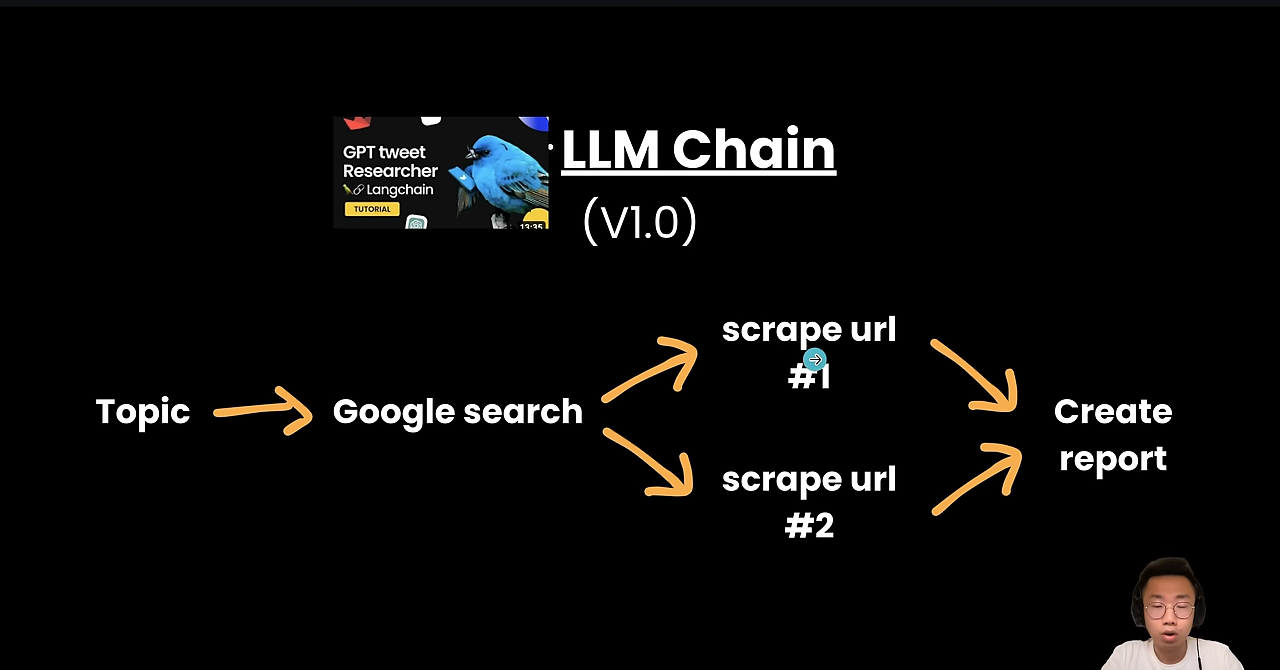 GPT tweet
Researcher
Langchain
TUTORIAL
13:35
LLM Chain
(V1.0)
Topic
Google search
scrape url
#1
scrape url
#2
Create
report